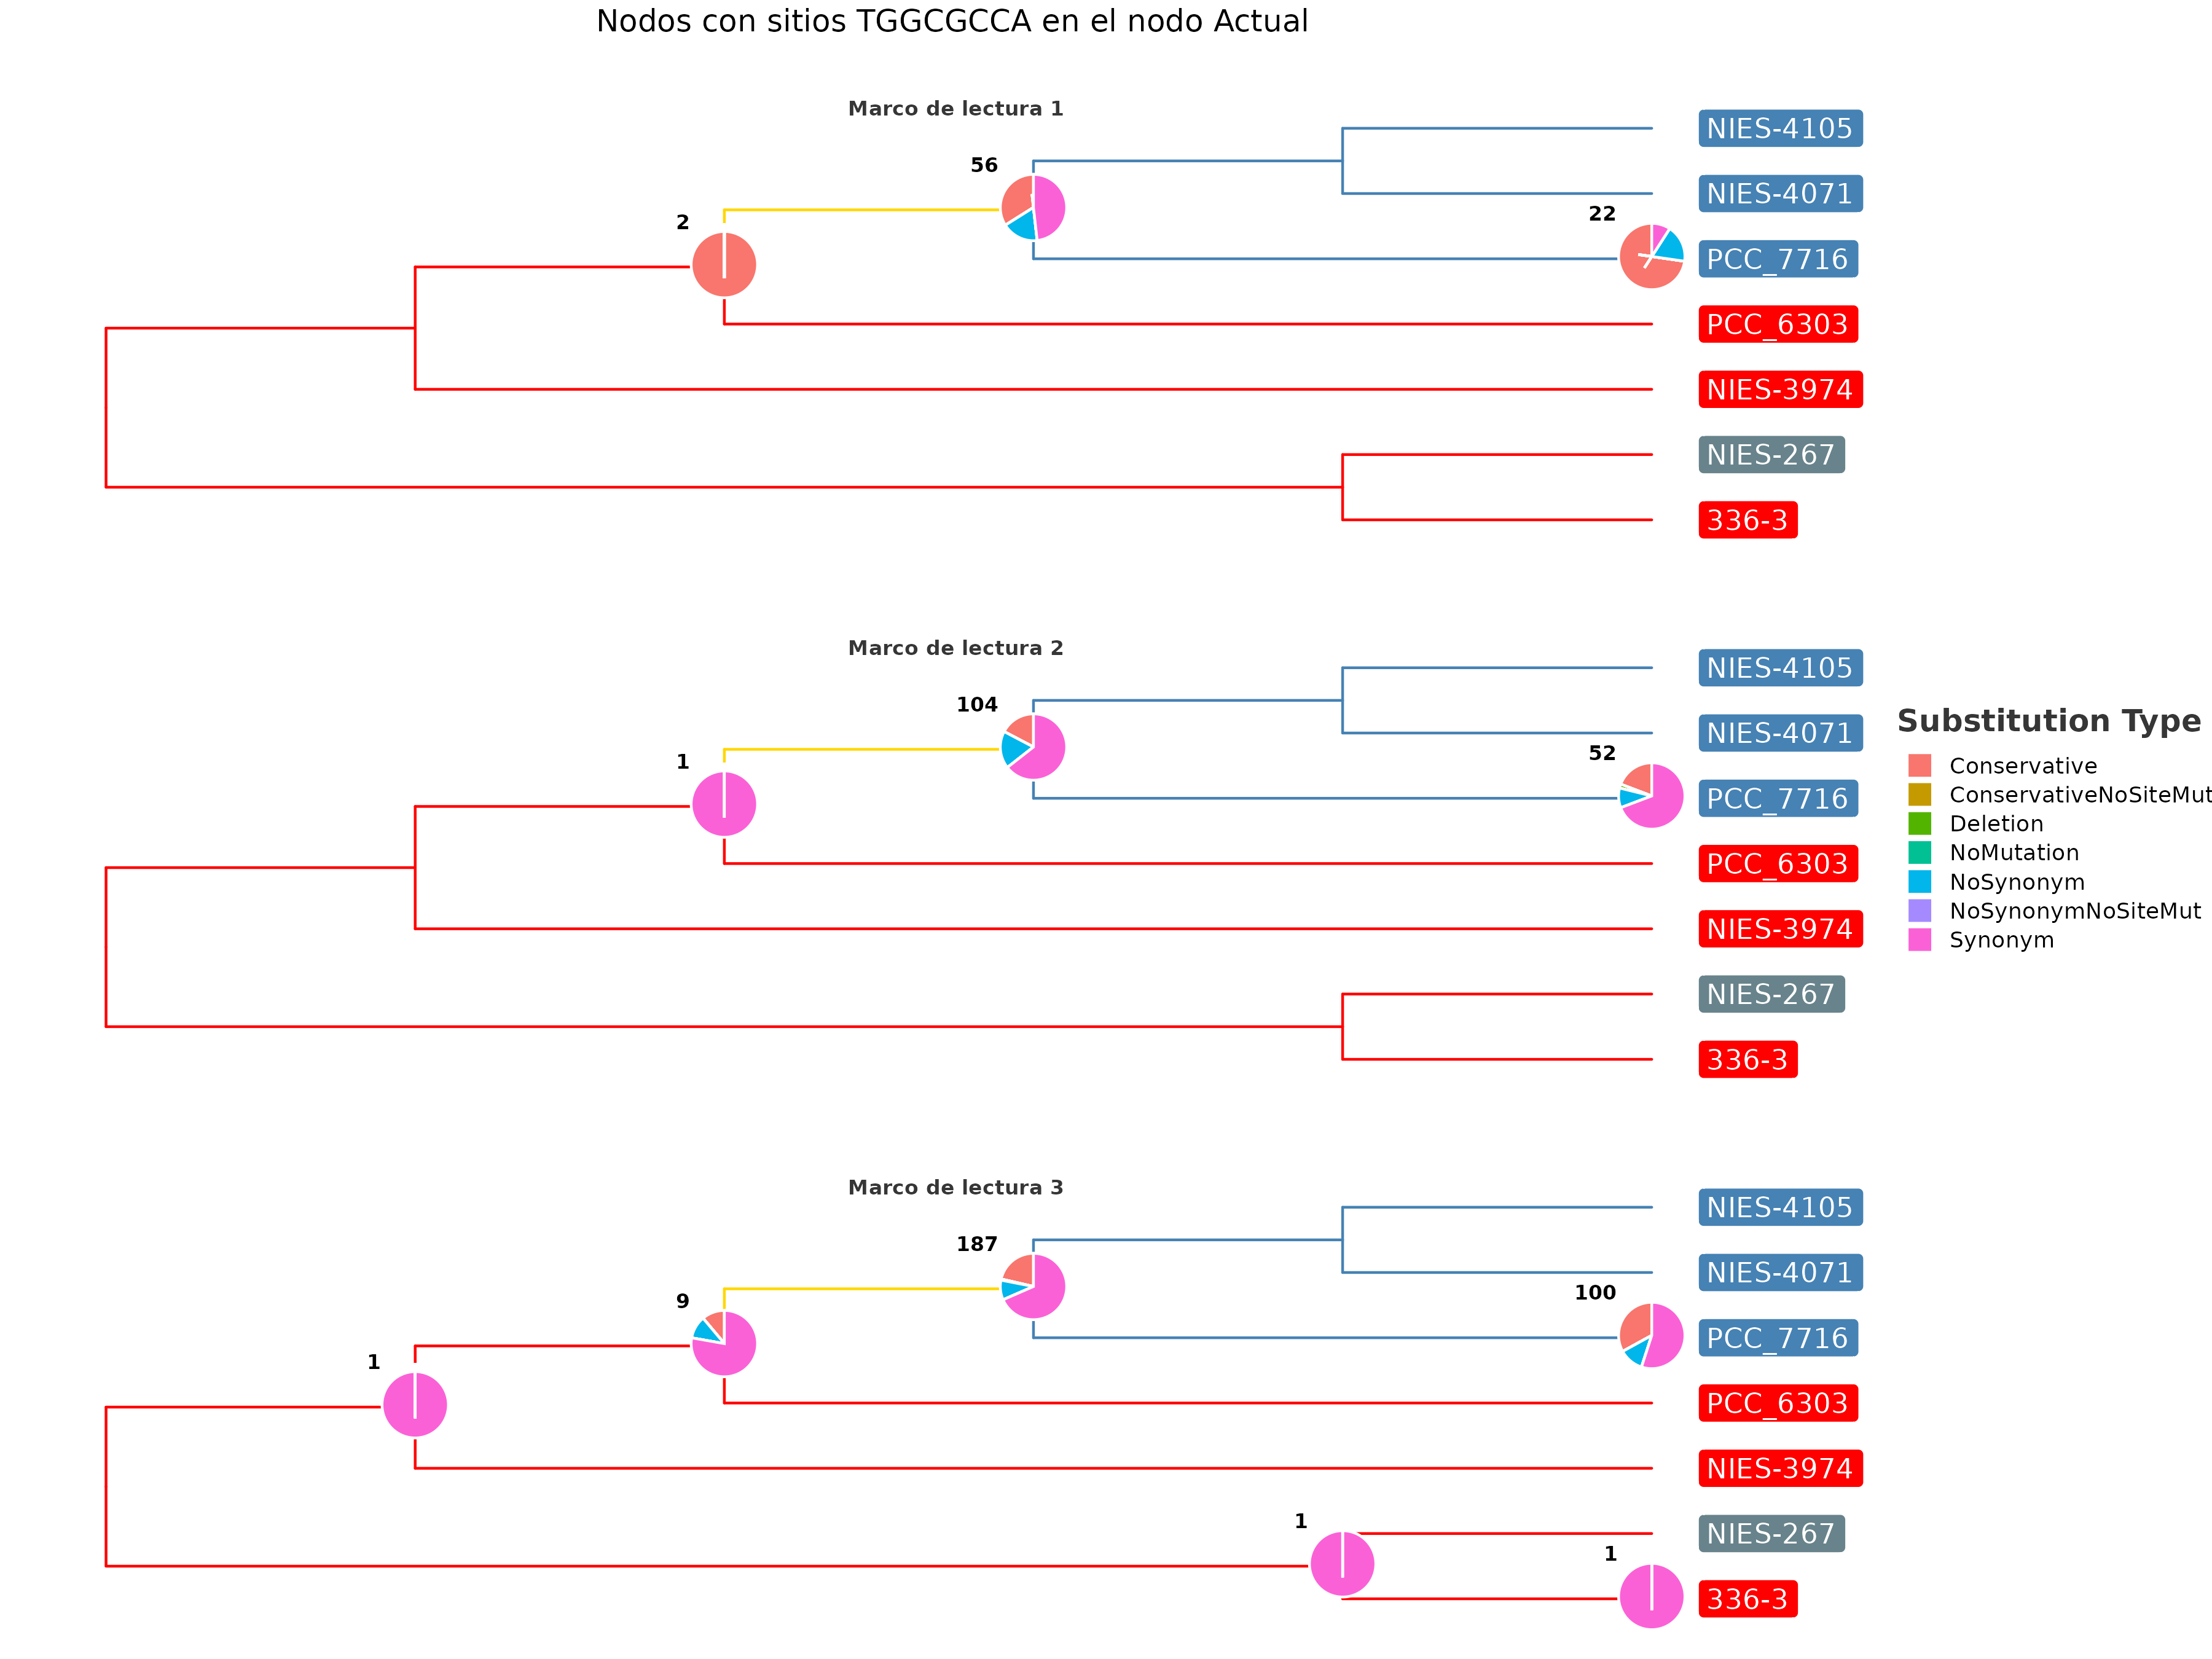 Nodos con sitios TGGCGCCA en el nodo Actual
Marco de lectura 1
NIES-4105
56
NIES-4071
22
2
PCC_7716
PCC_6303
NIES-3974
NIES-267
336-3
Marco de lectura 2
NIES-4105
104
NIES-4071
52
1
PCC_7716
PCC_6303
NIES-3974
NIES-267
336-3
Substitution Type
Conservative
ConservativeNoSiteMut
Deletion
NoMutation
NoSynonym
NoSynonymNoSiteMut
Synonym
Marco de lectura 3
NIES-4105
187
NIES-4071
100
9
PCC_7716
1
PCC_6303
NIES-3974
1
NIES-267
1
336-3